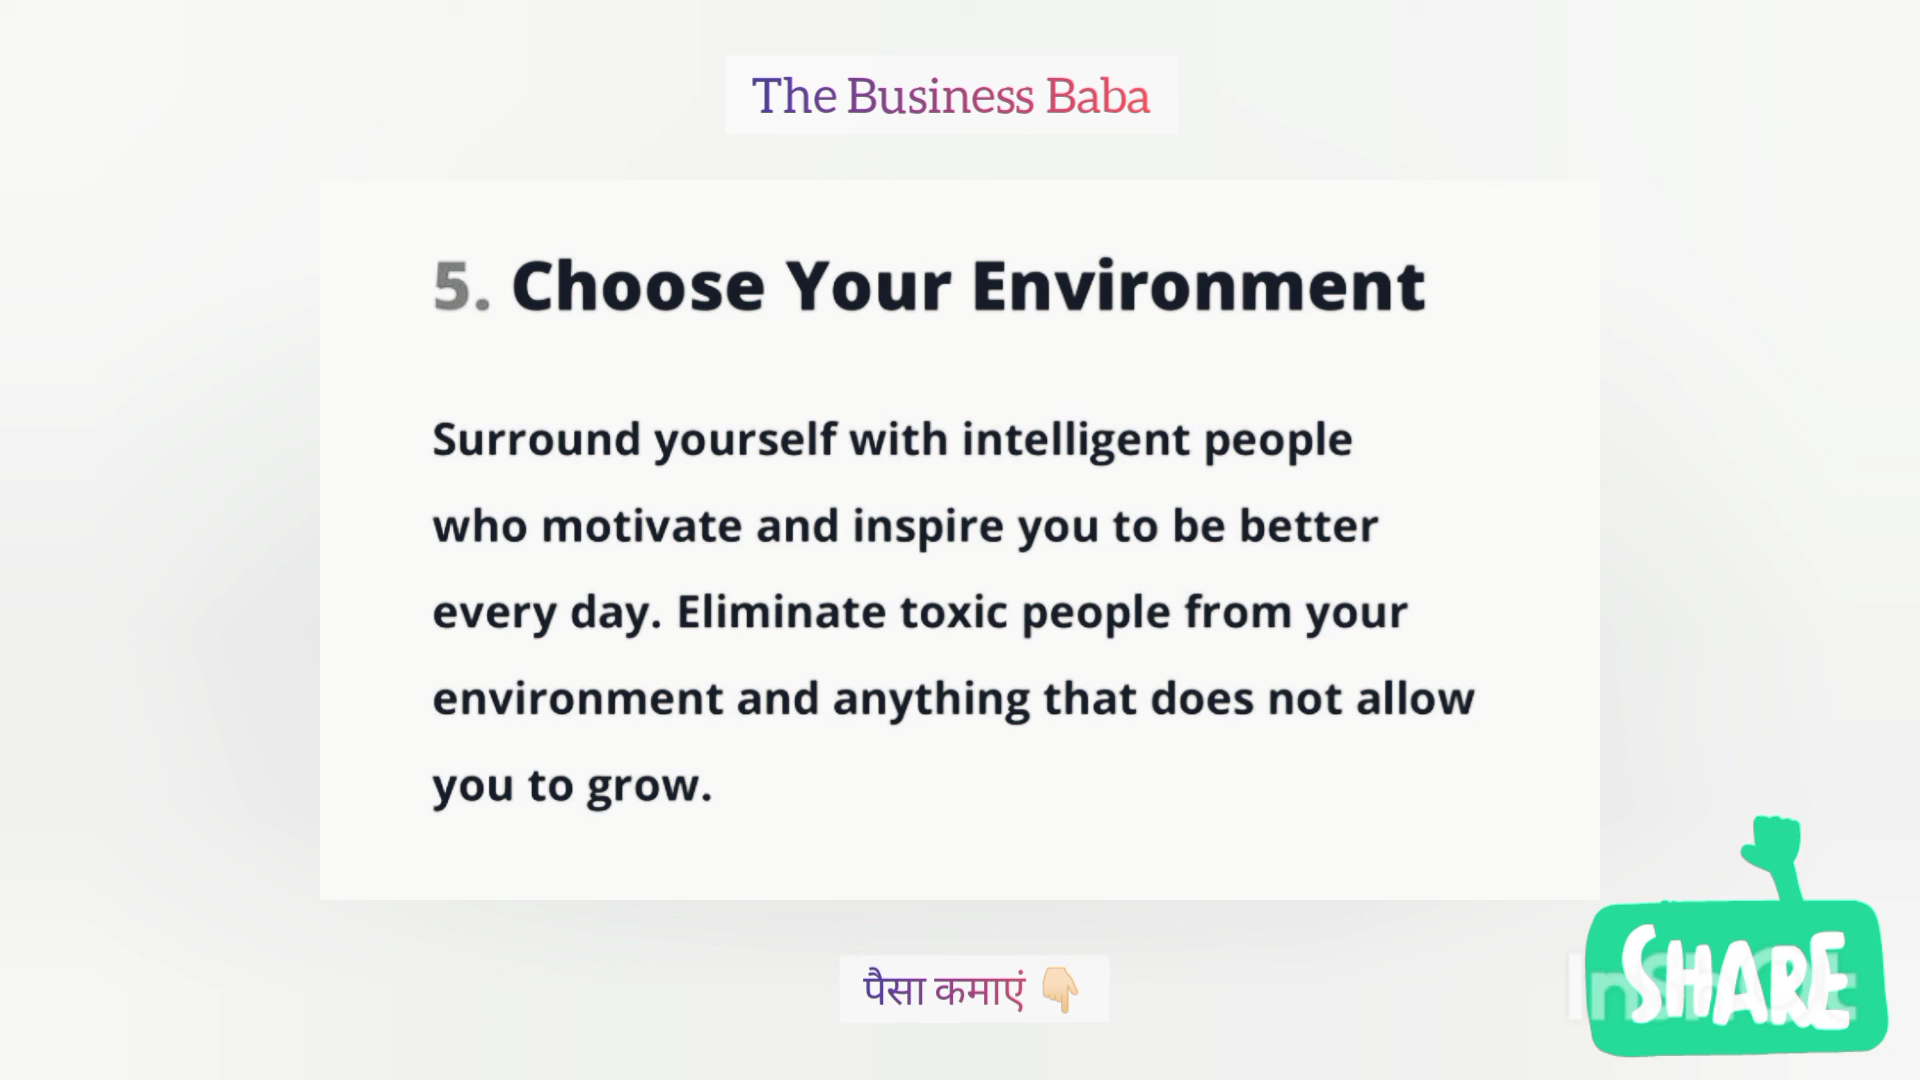 The Business Baba
5. Choose Your Environment
Surround yourself with intelligent people
who motivate and inspire you to be better
every day. Eliminate toxic people from your
environment and anything that does not allow
you to grow.
पैसा कमाएं 👇🏻
SHARE
InShOt